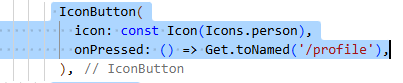 IconButton(
icon: const Icon(Icons.person),
onPressed: () => Get.toNamed('/profile'),
), // IconButton